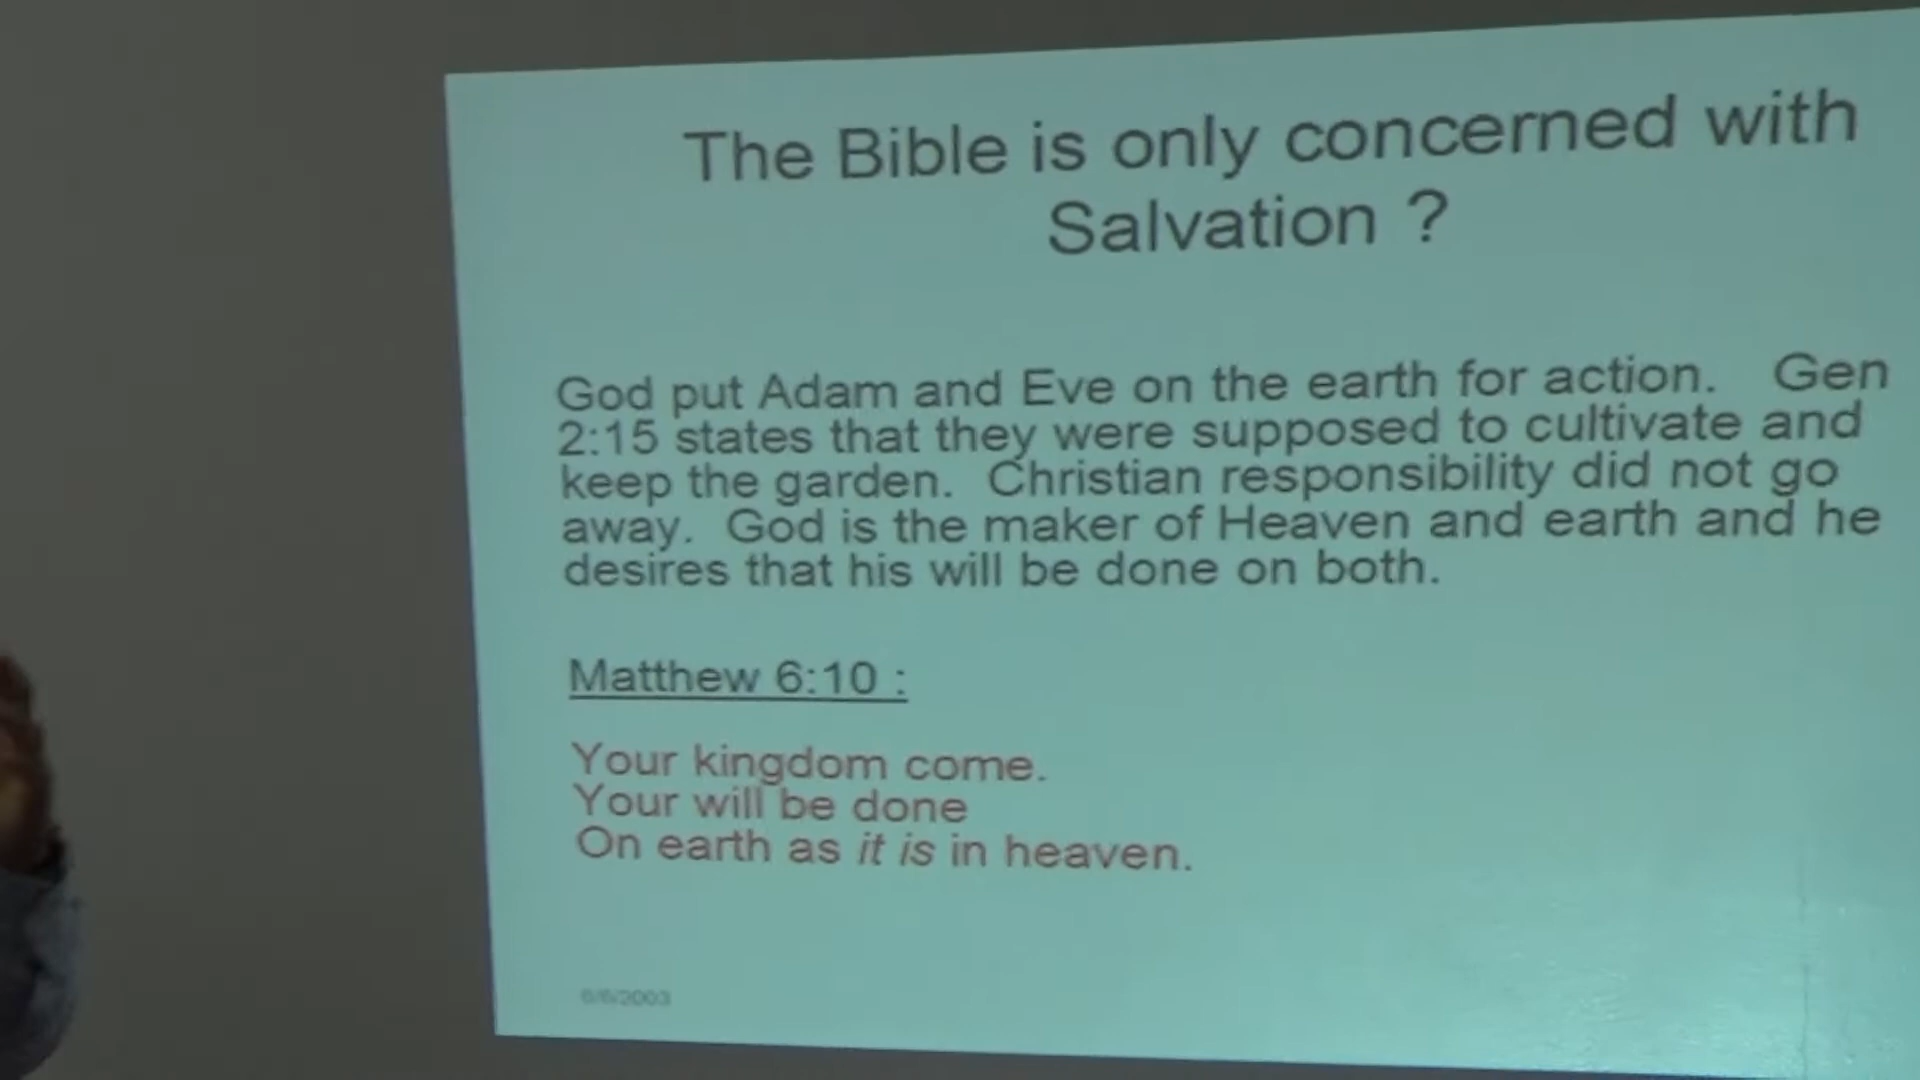 The Bible is only concerned with
Salvation ?
God put Adam and Eve on the earth for action. Gen
2:15 states that they were supposed to cultivate and
keep the garden. Christian responsibility did not go
away. God is the maker of Heaven and earth and he
desires that his will be done on both.
Matthew 6:10 :
Your kingdom come.
Your will be done
On earth as it is in heaven.